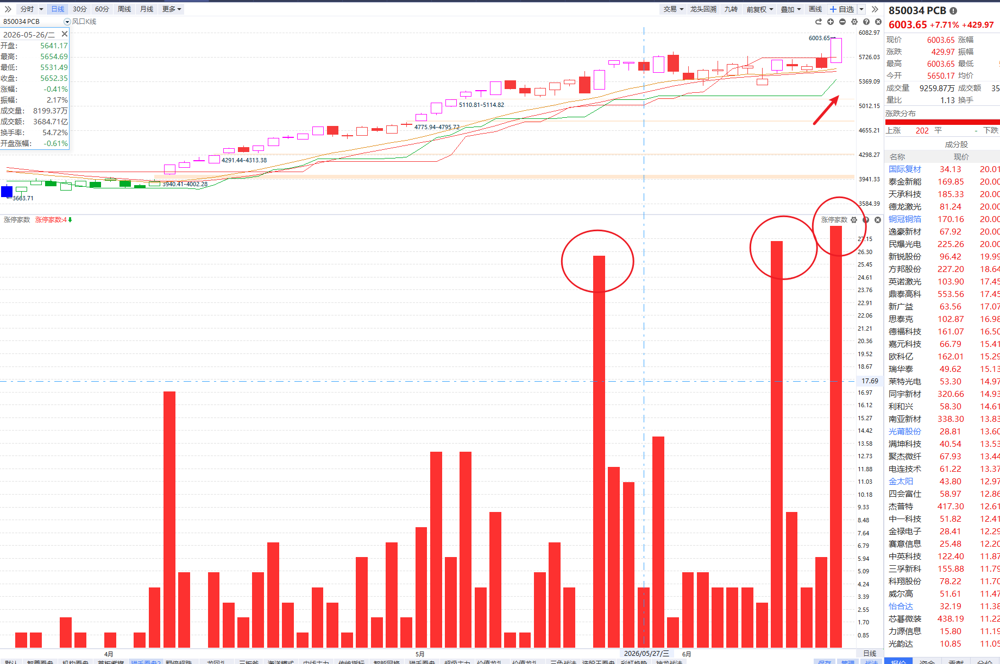 分时 日线 30分 60分 周线 月线 更多 交易 龙头回溯 九转 前复权 叠加 画线 自选
850034 PCB
6003.65 +7.71% +429.97
850034 PCB 风口K线
2026-05-26/二
开盘: 5641.17
最高: 5654.69
最低: 5531.49
收盘: 5652.35
涨幅: -0.41%
振幅: 2.17%
成交量: 8199.37万
成交额: 3684.71亿
换手率: 54.72%
开盘涨幅: -0.61%
6003.65
5110.81-5114.82
4775.94-4795.72
4291.44-4313.38
3940.41-4002.28
3663.71
6082.97
5726.03
5369.09
5012.15
4655.21
4298.27
3941.33
3584.39
涨停家数 涨停家数:4
涨停家数
27.15
26.30
25.45
24.61
23.76
22.91
22.06
21.21
20.36
19.52
18.67
17.69
16.97
16.12
15.27
14.42
13.58
12.73
11.88
11.03
10.18
9.33
8.48
7.64
6.79
5.94
5.09
4.24
3.39
2.55
1.70
0.85
4月 5月 2026/05/27/三 6月 日线
现价 6003.65 涨幅
涨跌 429.97 振幅
最高 6003.65 最低
今开 5650.17 均价
成交量 9259.87万 成交额 35
量比 1.13 换手
涨跌分布
上涨 202 平 - 下跌
成分股
名称 现价
国际复材 34.13 20.01
泰金新能 169.85 20.00
天承科技 185.33 20.00
德龙激光 81.24 20.00
铜冠铜箔 170.16 20.00
逸豪新材 67.92 20.00
民爆光电 225.26 20.00
新锐股份 96.42 19.99
方邦股份 227.20 18.64
英诺激光 103.90 17.45
鼎泰高科 553.56 17.45
新广益 63.56 17.07
思泰克 102.87 16.98
德福科技 161.07 16.50
嘉元科技 66.79 15.41
欧科亿 162.01 15.29
瑞华泰 49.62 15.13
莱特光电 53.30 14.97
同宇新材 320.66 14.93
利和兴 58.30 14.61
南亚新材 338.30 13.83
光莆股份 28.81 13.60
满坤科技 40.54 13.53
聚杰微纤 67.93 13.44
电连技术 61.22 13.37
金太阳 43.80 12.97
四会富仕 58.97 12.86
杰普特 417.30 12.61
中一科技 51.82 12.41
金禄电子 28.41 12.29
赛意信息 25.48 12.20
中英科技 122.40 11.87
三孚新科 155.88 11.79
科翔股份 78.22 11.70
威尔高 51.61 11.47
怡合达 32.19 11.38
芯碁微装 438.19 11.22
力源信息 15.80 11.19
光韵达 10.85 11.05